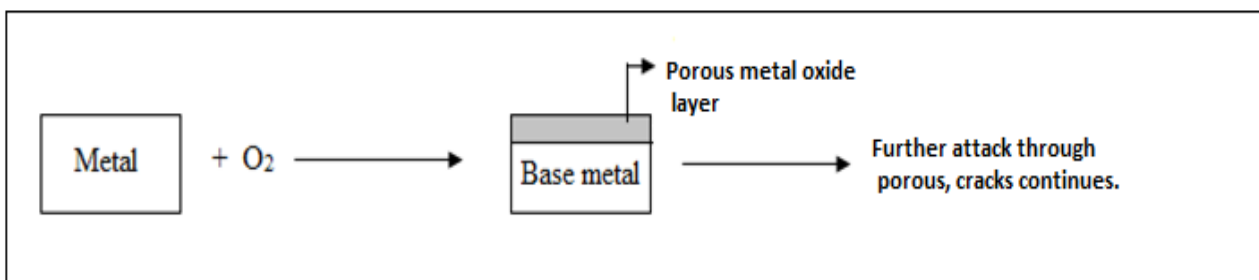 Porous metal oxide
layer
Metal
+ O₂
Base metal
Further attack through
porous, cracks continues.